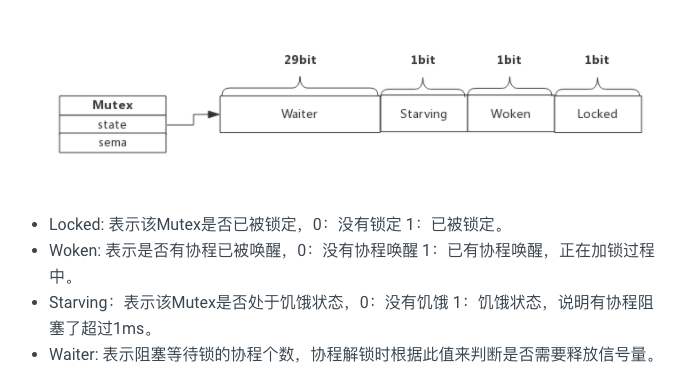 29bit 1bit 1bit 1bit
Mutex
state
sema
Waiter Starving Woken Locked
• Locked: 表示该Mutex是否已被锁定，0：没有锁定 1：已被锁定。
• Woken: 表示是否有协程已被唤醒，0：没有协程唤醒 1：已有协程唤醒，正在加锁过程
中。
• Starving：表示该Mutex是否处于饥饿状态，0：没有饥饿 1：饥饿状态，说明有协程阻
塞了超过1ms。
• Waiter: 表示阻塞等待锁的协程个数，协程解锁时根据此值来判断是否需要释放信号量。